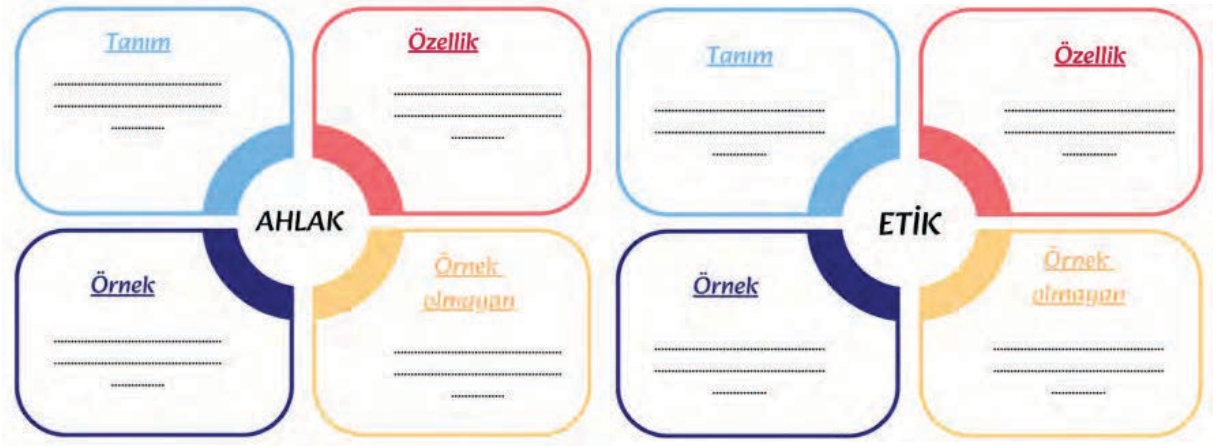 Tanım
Özellik
AHLAK
Örnek
Örnek
olmayan
Tanım
Özellik
ETİK
Örnek
Örnek
olmayan